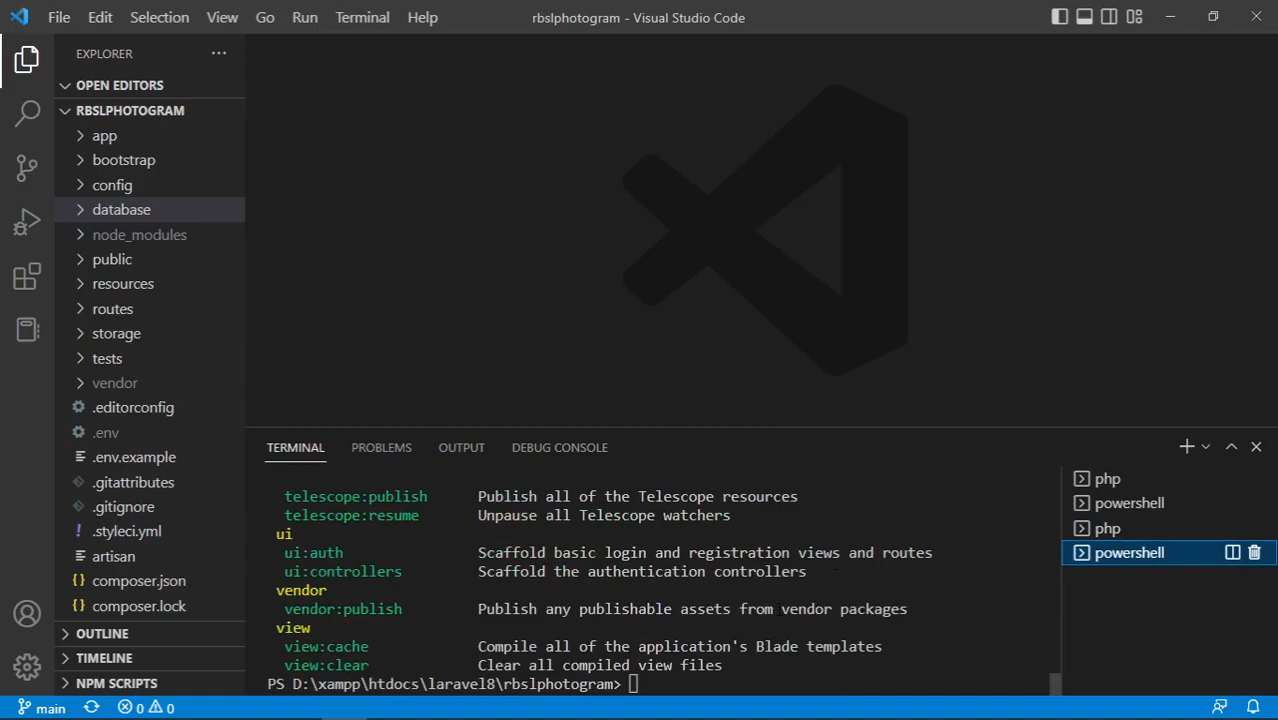 File Edit Selection View Go Run Terminal Help rbslphotogram - Visual Studio Code
EXPLORER
OPEN EDITORS
RBSLPHOTOGRAM
app
bootstrap
config
database
node_modules
public
resources
routes
storage
tests
vendor
.editorconfig
.env
.env.example
.gitattributes
.gitignore
.styleci.yml
artisan
composer.json
composer.lock
OUTLINE
TIMELINE
NPM SCRIPTS
TERMINAL PROBLEMS OUTPUT DEBUG CONSOLE
telescope:publish Publish all of the Telescope resources
telescope:resume Unpause all Telescope watchers
ui
ui:auth Scaffold basic login and registration views and routes
ui:controllers Scaffold the authentication controllers
vendor
vendor:publish Publish any publishable assets from vendor packages
view
view:cache Compile all of the application's Blade templates
view:clear Clear all compiled view files
PS D:\xampp\htdocs\laravel8\rbslphotogram>
php
powershell
php
powershell
main 0 0